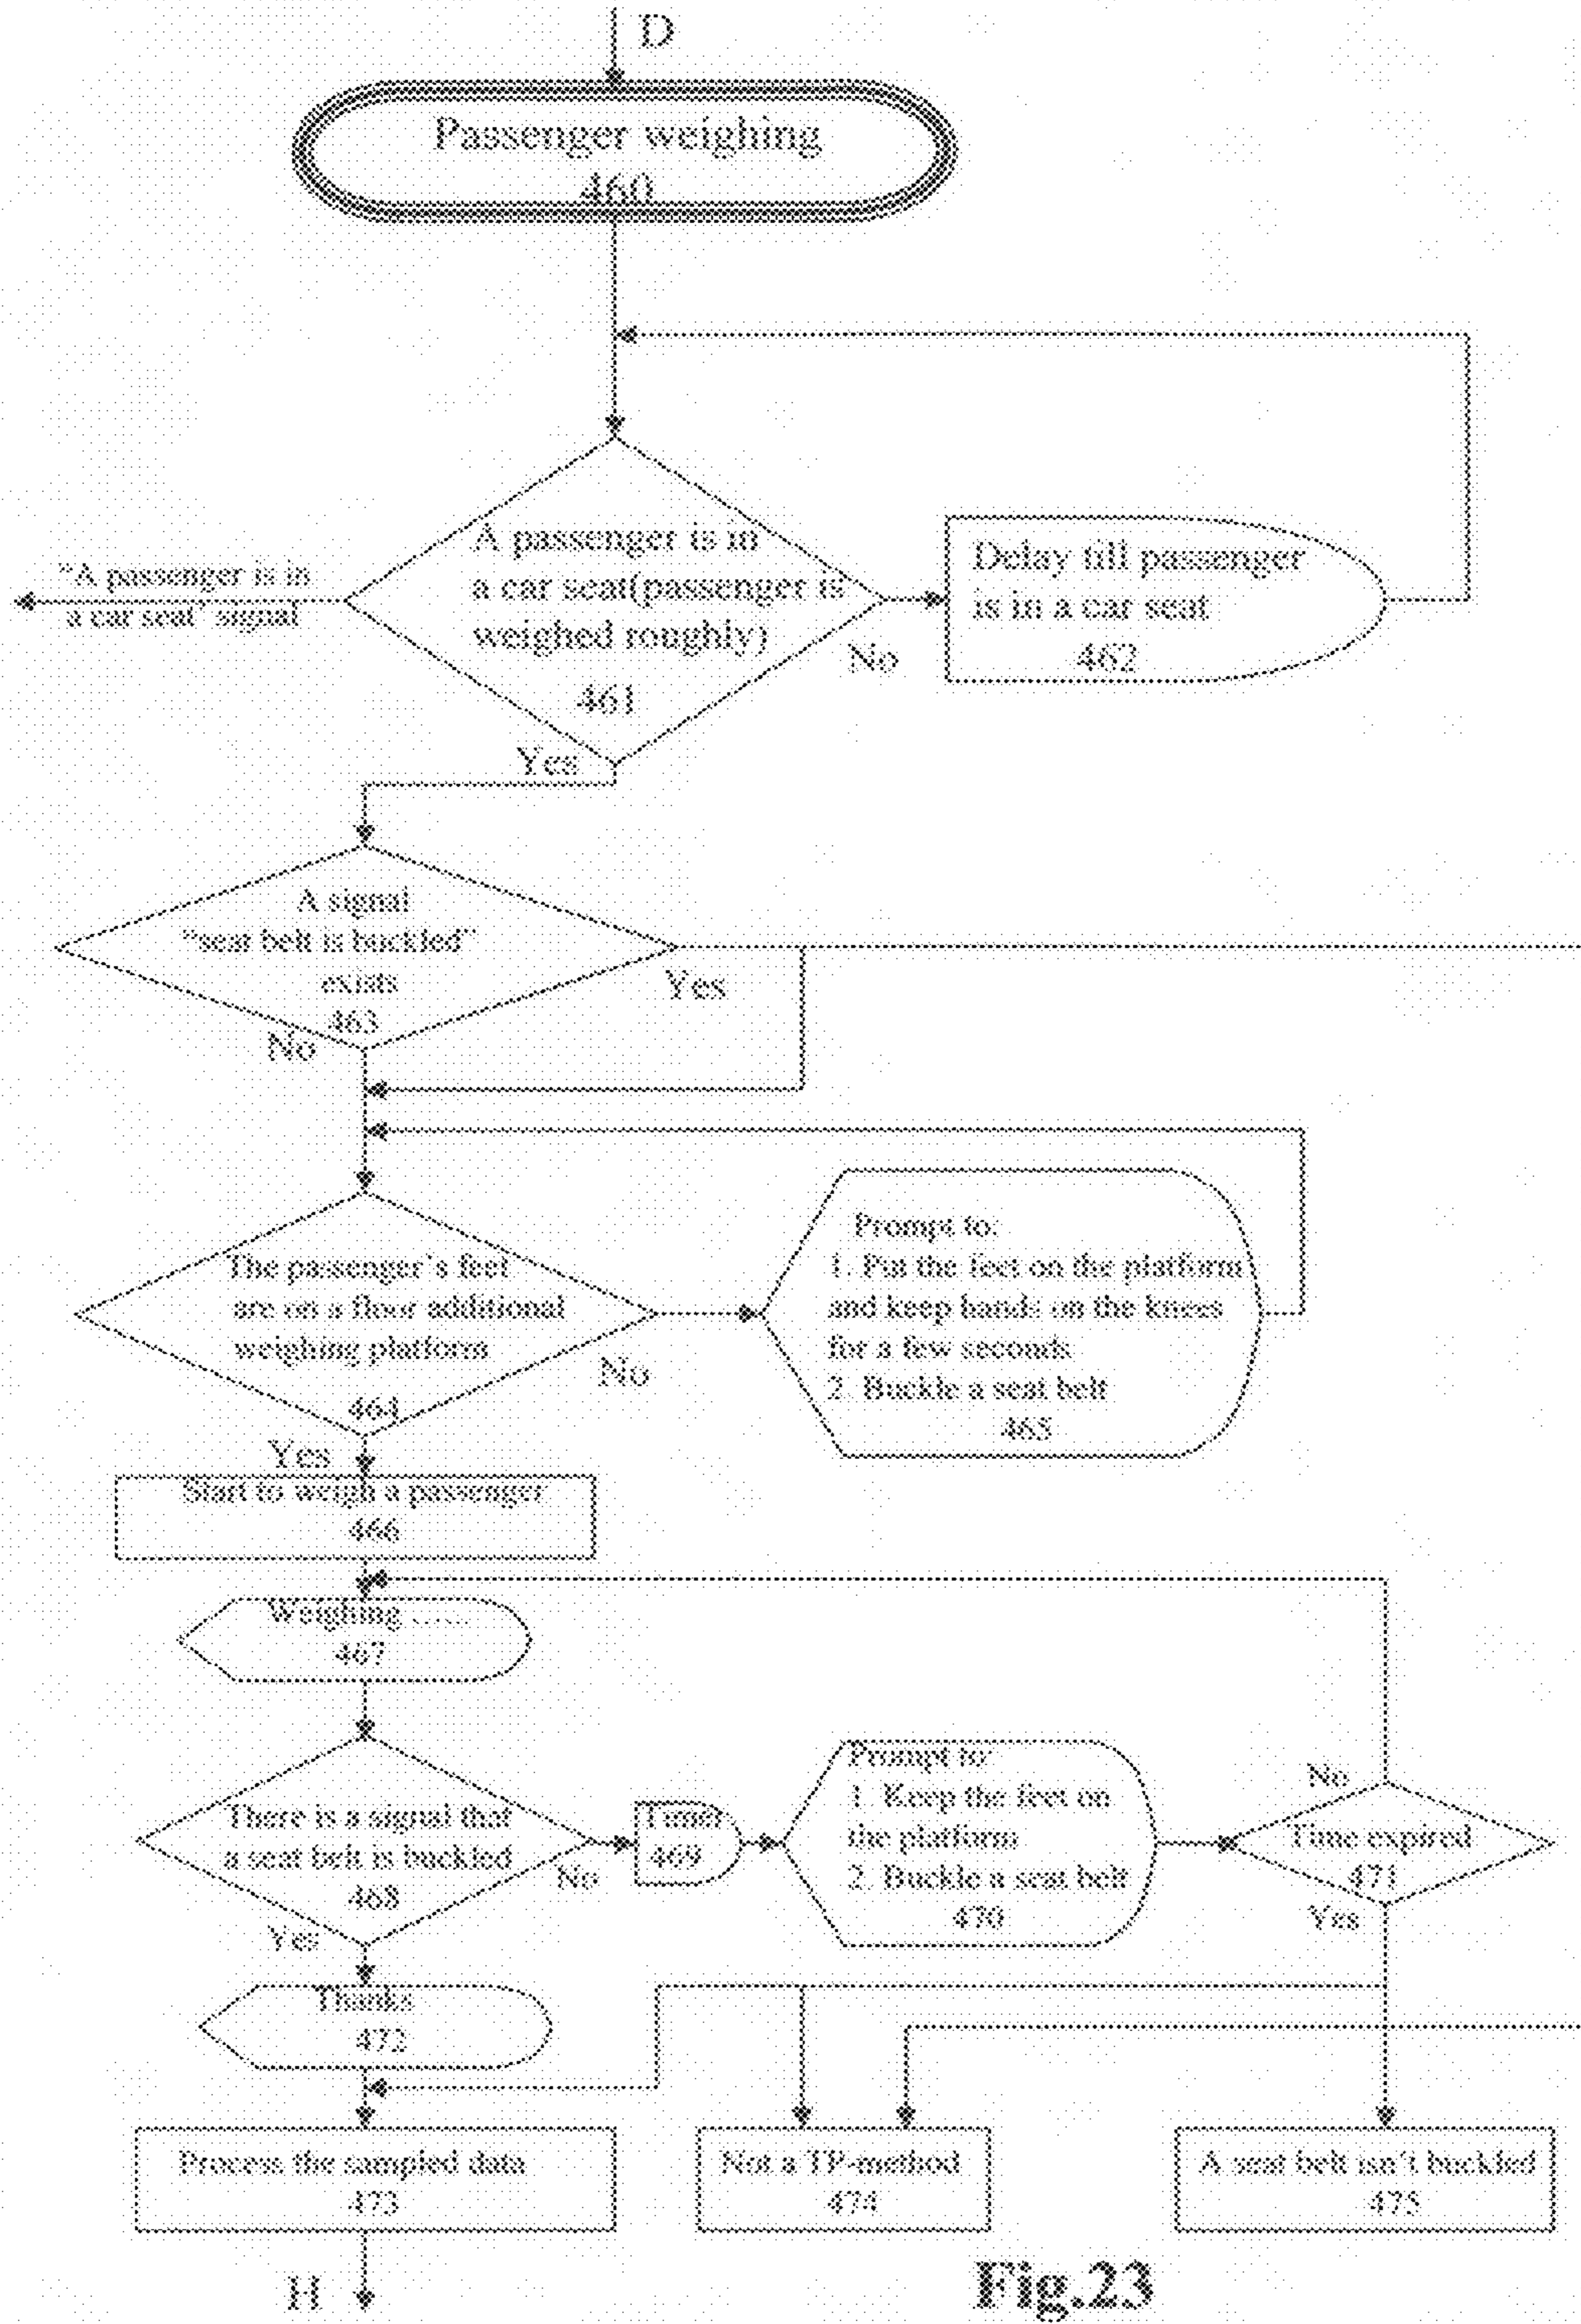 D
Passenger weighing
460
A passenger is in
a car seat(passenger is
weighed roughly)
461
"A passenger is in
a car seat" signal
No
Delay till passenger
is in a car seat
462
Yes
A signal
"seat belt is buckled"
exists
463
Yes
No
The passenger's feet
are on a floor additional
weighing platform
464
No
Prompt to:
1. Put the feet on the platform
and keep hands on the knees
for a few seconds
2. Buckle a seat belt
465
Yes
Start to weigh a passenger
466
Weighing ......
467
There is a signal that
a seat belt is buckled
468
No
Timer
469
Prompt to:
1. Keep the feet on
the platform
2. Buckle a seat belt
470
No
Time expired
471
Yes
Yes
Thanks
472
Process the sampled data
473
Not a TP-method
474
A seat belt isn't buckled
475
H
Fig.23